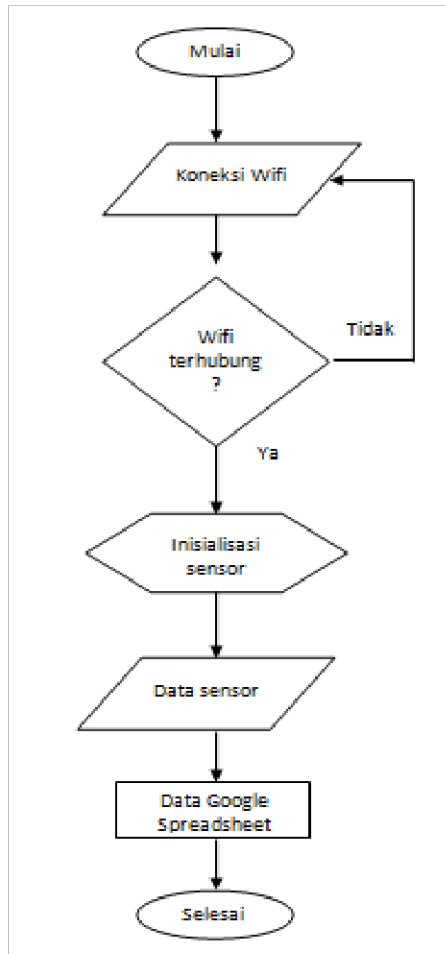 Mulai
Koneksi Wifi
Wifi
terhubung
?
Tidak
Ya
Inisialisasi
sensor
Data sensor
Data Google
Spreadsheet
Selesai